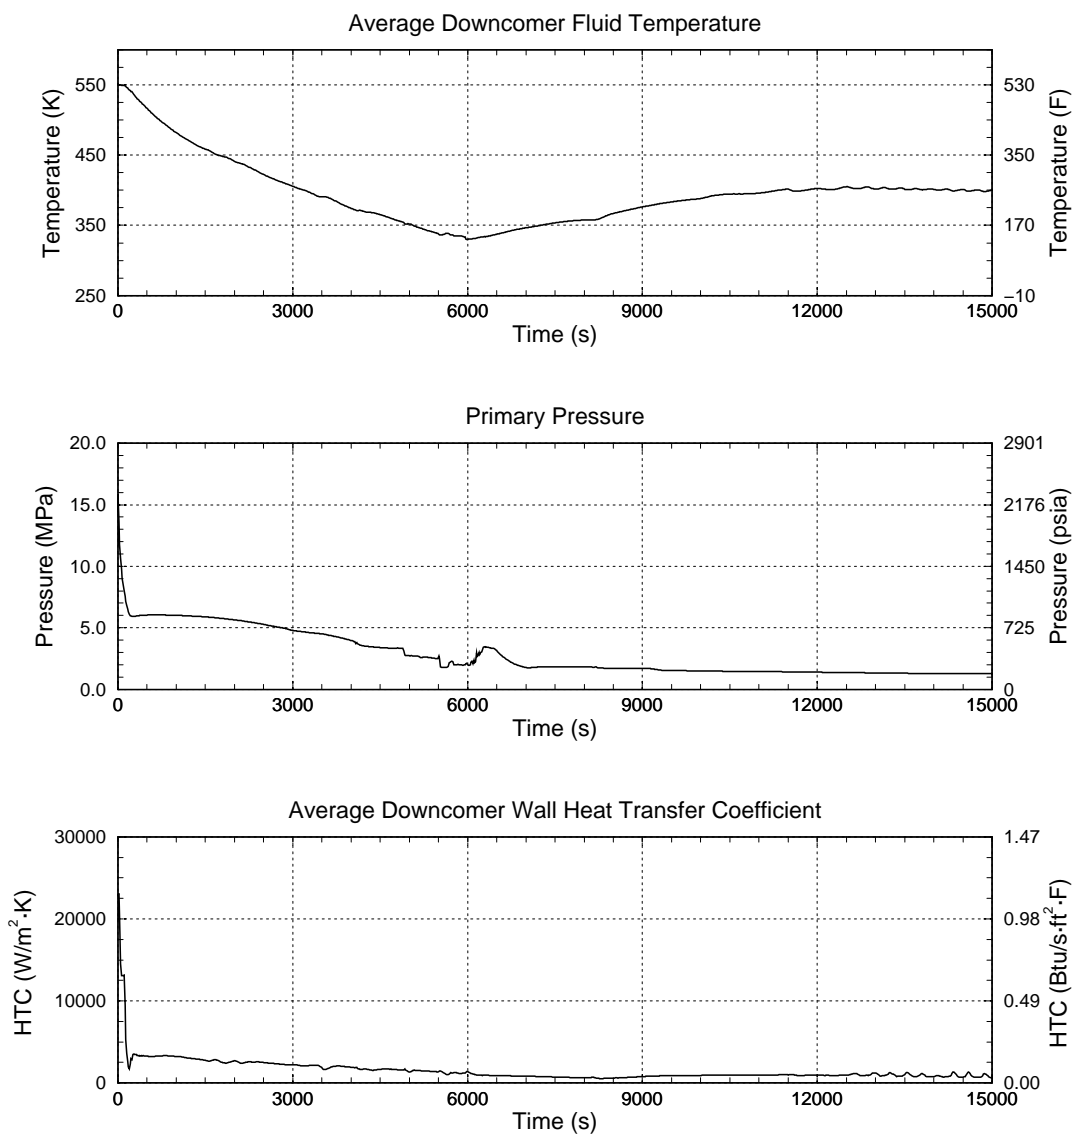 Average Downcomer Fluid Temperature
Temperature (K)
550
450
350
250
Temperature (F)
530
350
170
−10
0 3000 6000 9000 12000 15000
Time (s)
Primary Pressure
Pressure (MPa)
20.0
15.0
10.0
5.0
0.0
Pressure (psia)
2901
2176
1450
725
0
0 3000 6000 9000 12000 15000
Time (s)
Average Downcomer Wall Heat Transfer Coefficient
HTC (W/m²·K)
30000
20000
10000
0
HTC (Btu/s·ft²·F)
1.47
0.98
0.49
0.00
0 3000 6000 9000 12000 15000
Time (s)